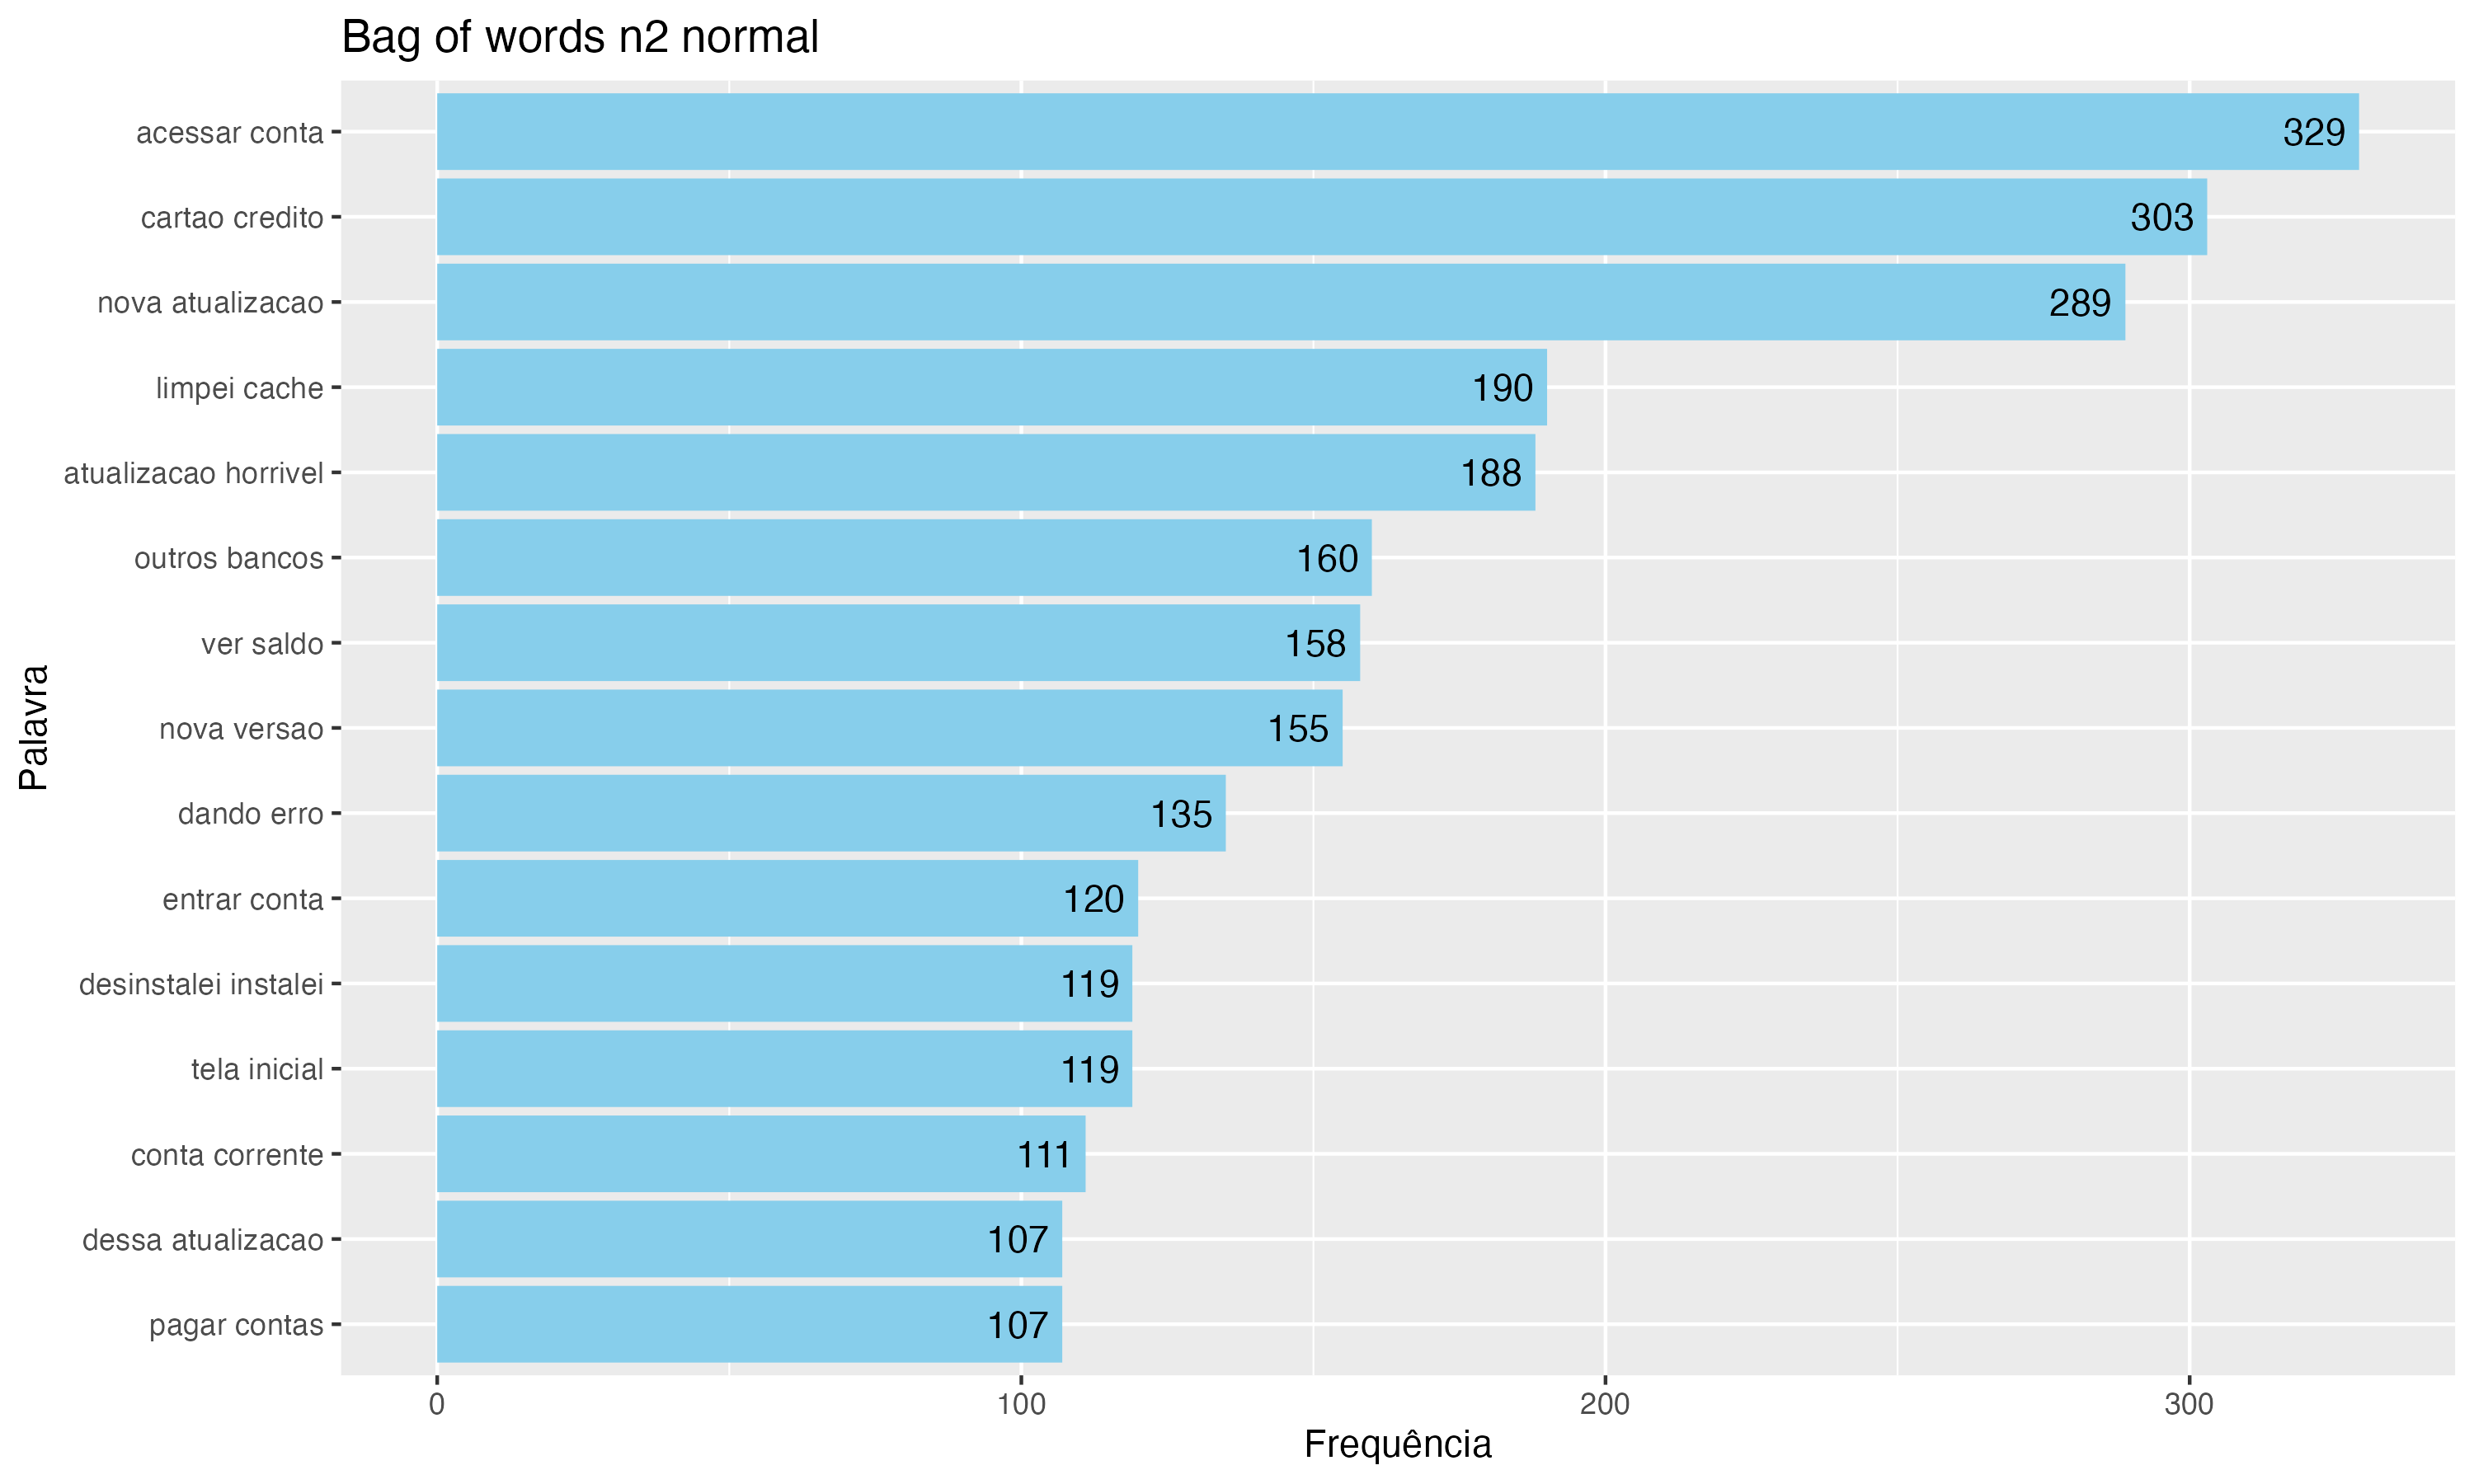 Bag of words n2 normal
acessar conta 329
cartao credito 303
nova atualizacao 289
limpei cache 190
atualizacao horrivel 188
outros bancos 160
ver saldo 158
nova versao 155
dando erro 135
entrar conta 120
desinstalei instalei 119
tela inicial 119
conta corrente 111
dessa atualizacao 107
pagar contas 107
Palavra
0 100 200 300
Frequência